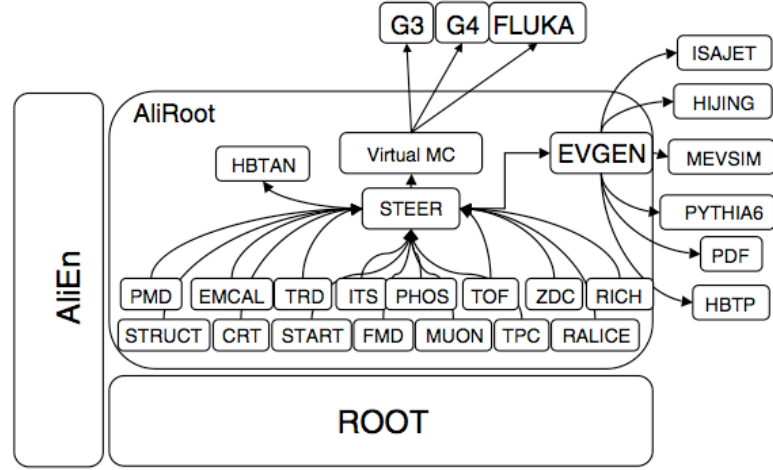 G3 G4 FLUKA
ISAJET
HIJING
AliRoot
Virtual MC
EVGEN
MEVSIM
HBTAN
STEER
PYTHIA6
PDF
PMD EMCAL TRD ITS PHOS TOF ZDC RICH
HBTP
STRUCT CRT START FMD MUON TPC RALICE
AliEn
ROOT